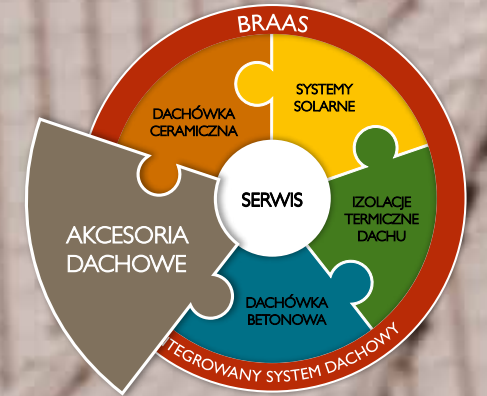 BRAAS
SYSTEMY
SOLARNE
DACHÓWKA
CERAMICZNA
SERWIS
IZOLACJE
TERMICZNE
DACHU
AKCESORIA
DACHOWE
DACHÓWKA
BETONOWA
TEGROWANY SYSTEM DACHOWY